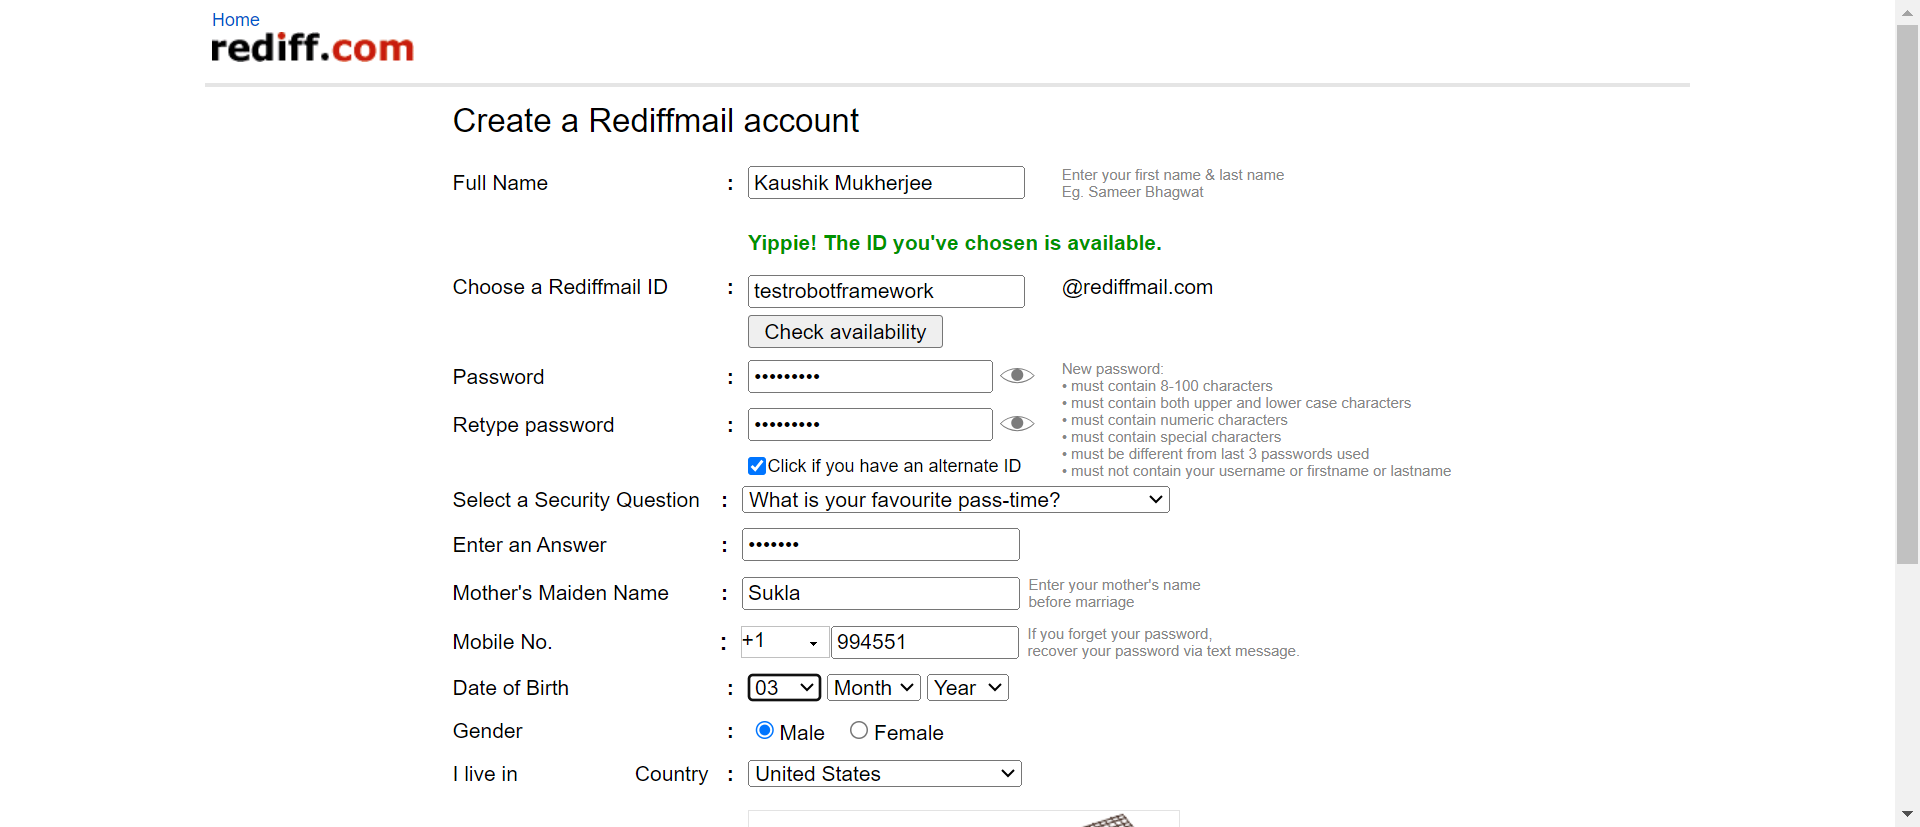 Home
rediff.com
Create a Rediffmail account
Full Name : Kaushik Mukherjee Enter your first name & last name
Eg. Sameer Bhagwat
Yippie! The ID you've chosen is available.
Choose a Rediffmail ID : testrobotframework @rediffmail.com
Check availability
Password : ••••••••• New password:
• must contain 8-100 characters
• must contain both upper and lower case characters
Retype password : ••••••••• • must contain numeric characters
• must contain special characters
• must be different from last 3 passwords used
Click if you have an alternate ID • must not contain your username or firstname or lastname
Select a Security Question : What is your favourite pass-time?
Enter an Answer : •••••••
Mother's Maiden Name : Sukla Enter your mother's name
before marriage
Mobile No. : +1 994551 If you forget your password,
recover your password via text message.
Date of Birth : 03 Month Year
Gender : Male Female
I live in Country : United States